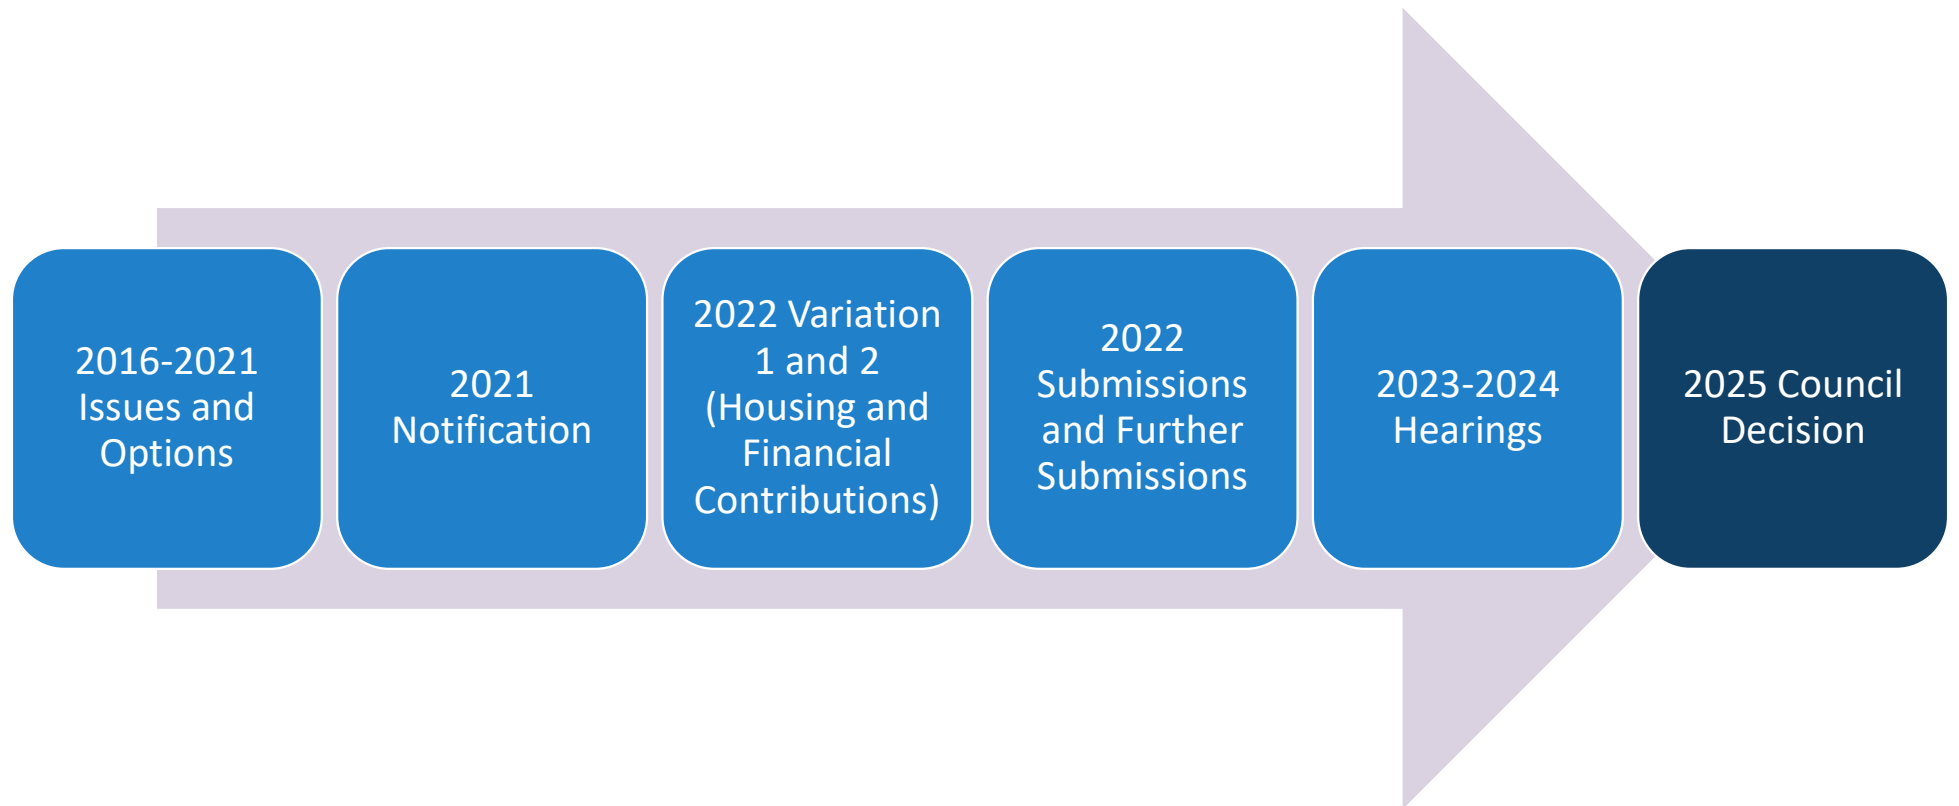 2016-2021
Issues and
Options
2021
Notification
2022 Variation
1 and 2
(Housing and
Financial
Contributions)
2022
Submissions
and Further
Submissions
2023-2024
Hearings
2025 Council
Decision